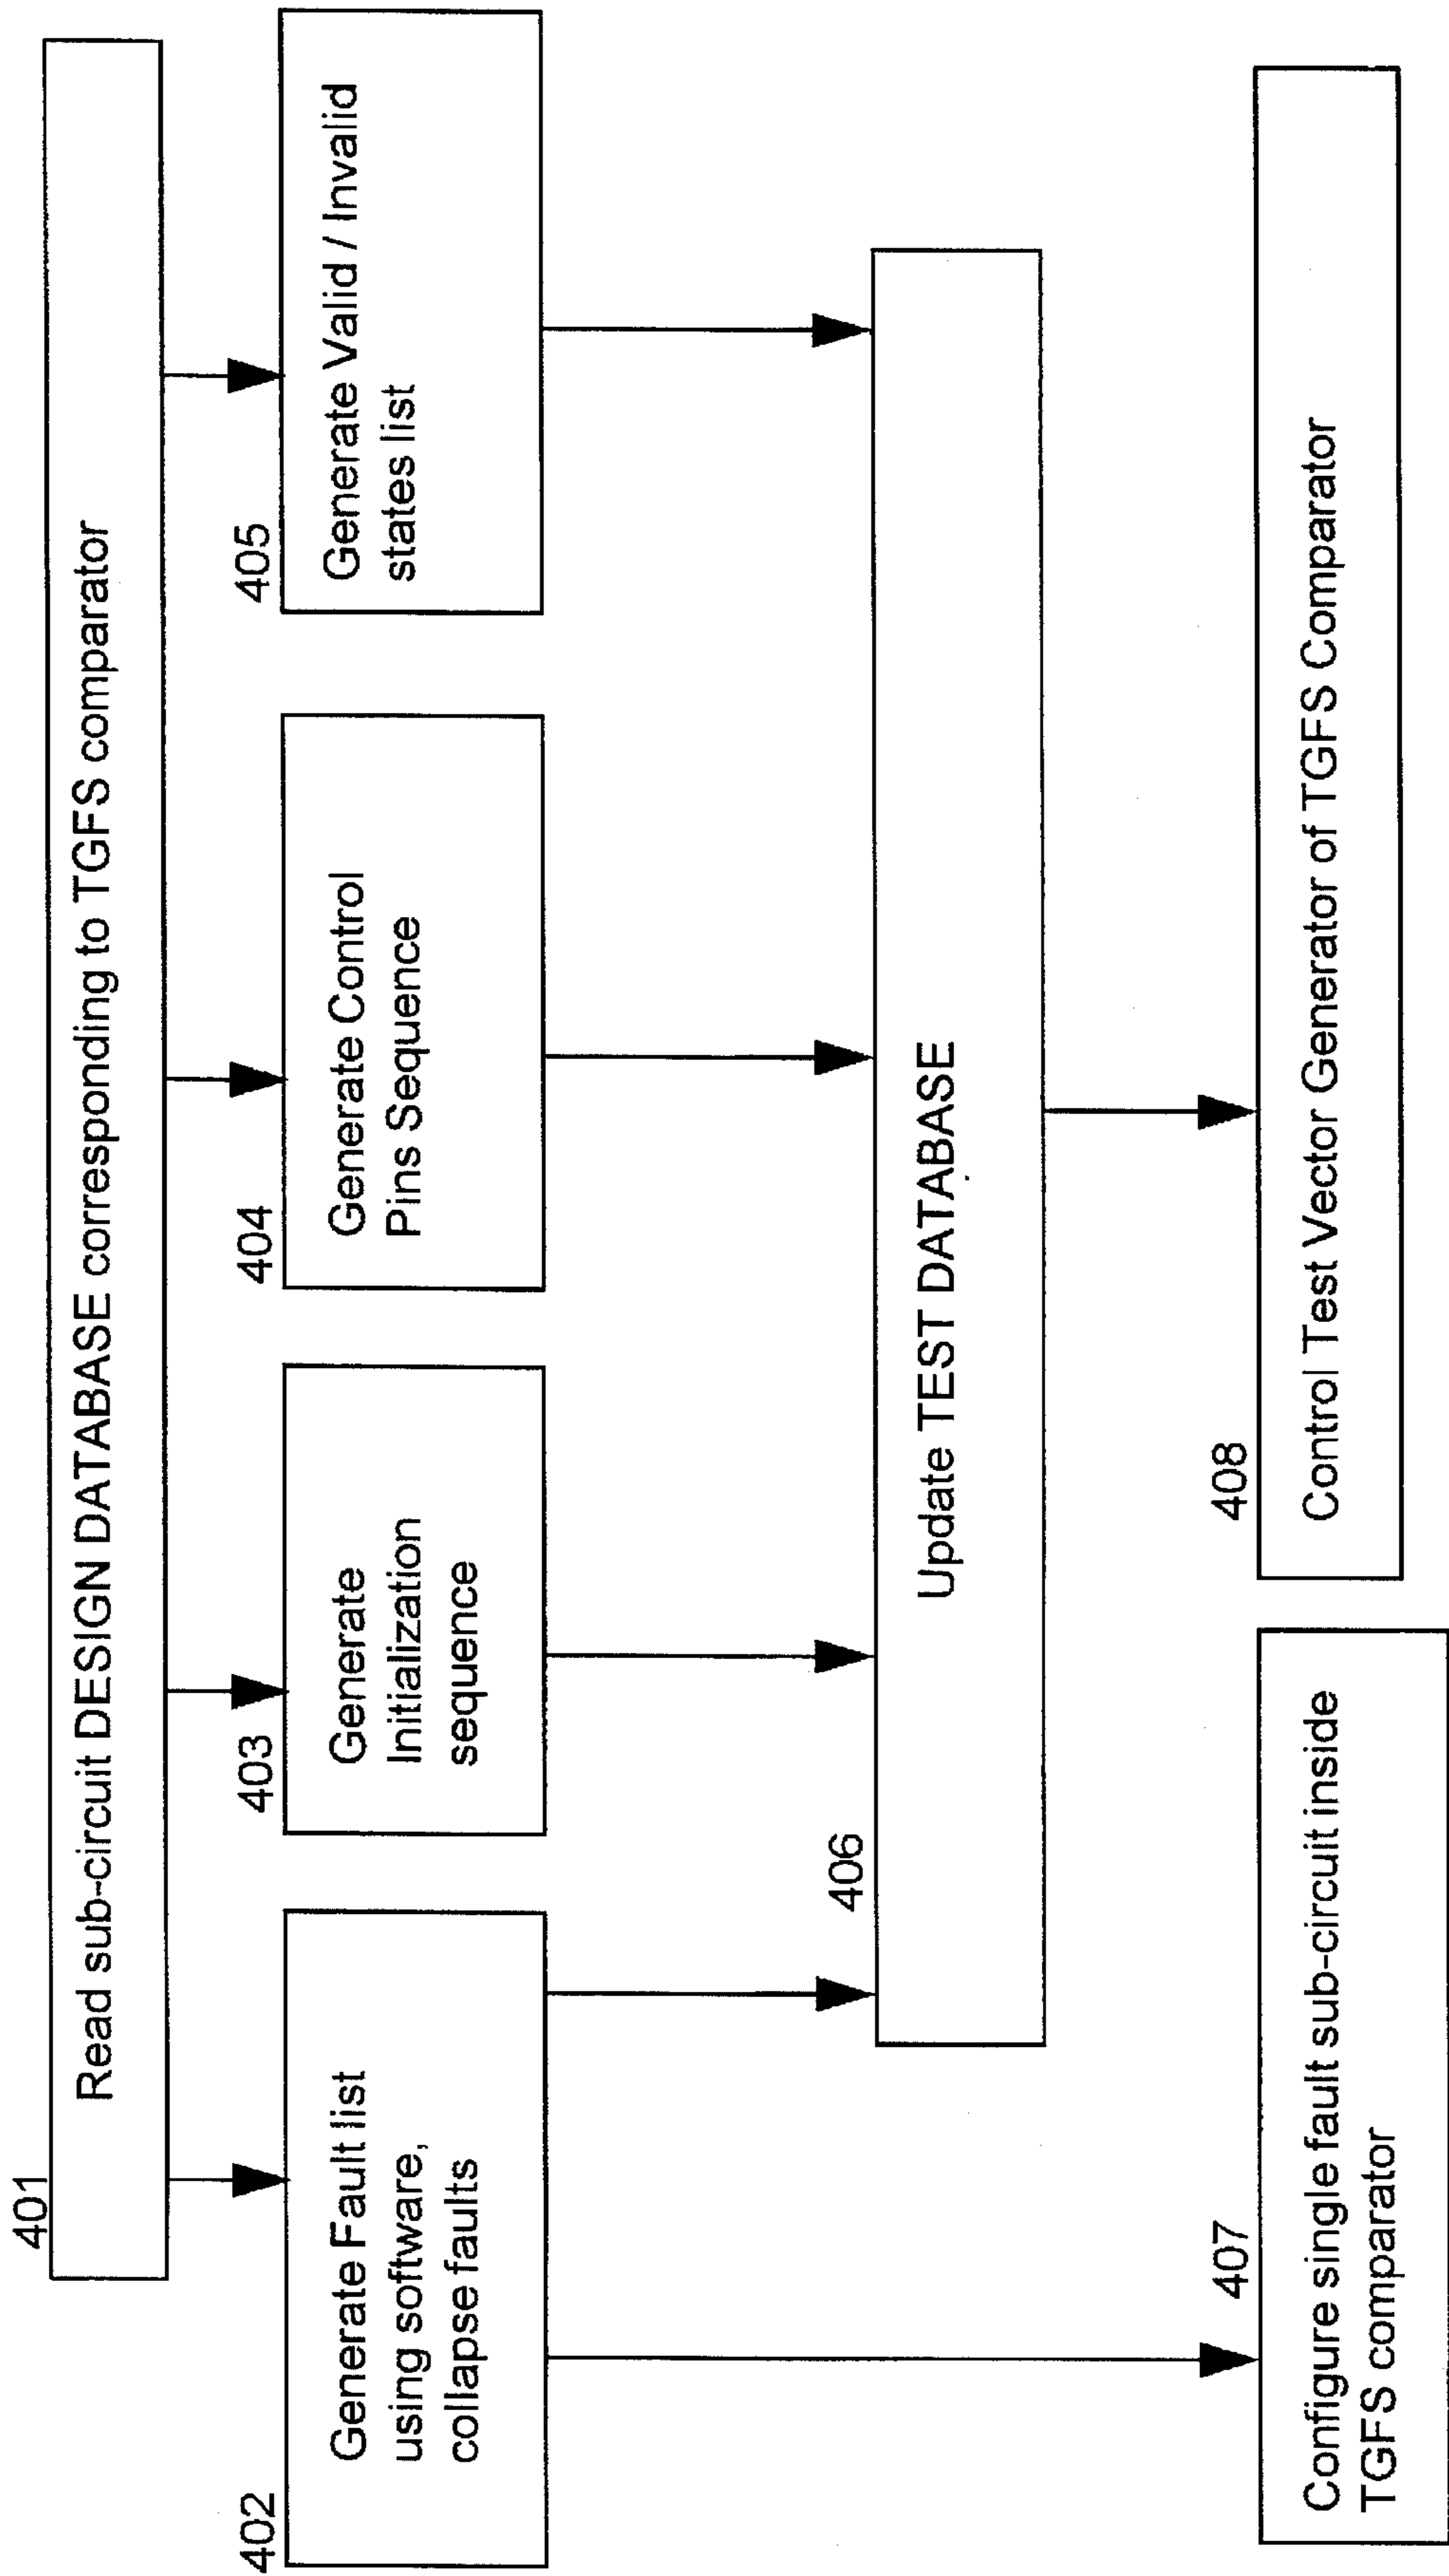 401
Read sub-circuit DESIGN DATABASE corresponding to TGFS comparator
402
Generate Fault list
using software,
collapse faults
403
Generate
Initialization
sequence
404
Generate Control
Pins Sequence
405
Generate Valid / Invalid
states list
406
Update TEST DATABASE
407
Configure single fault sub-circuit inside
TGFS comparator
408
Control Test Vector Generator of TGFS Comparator